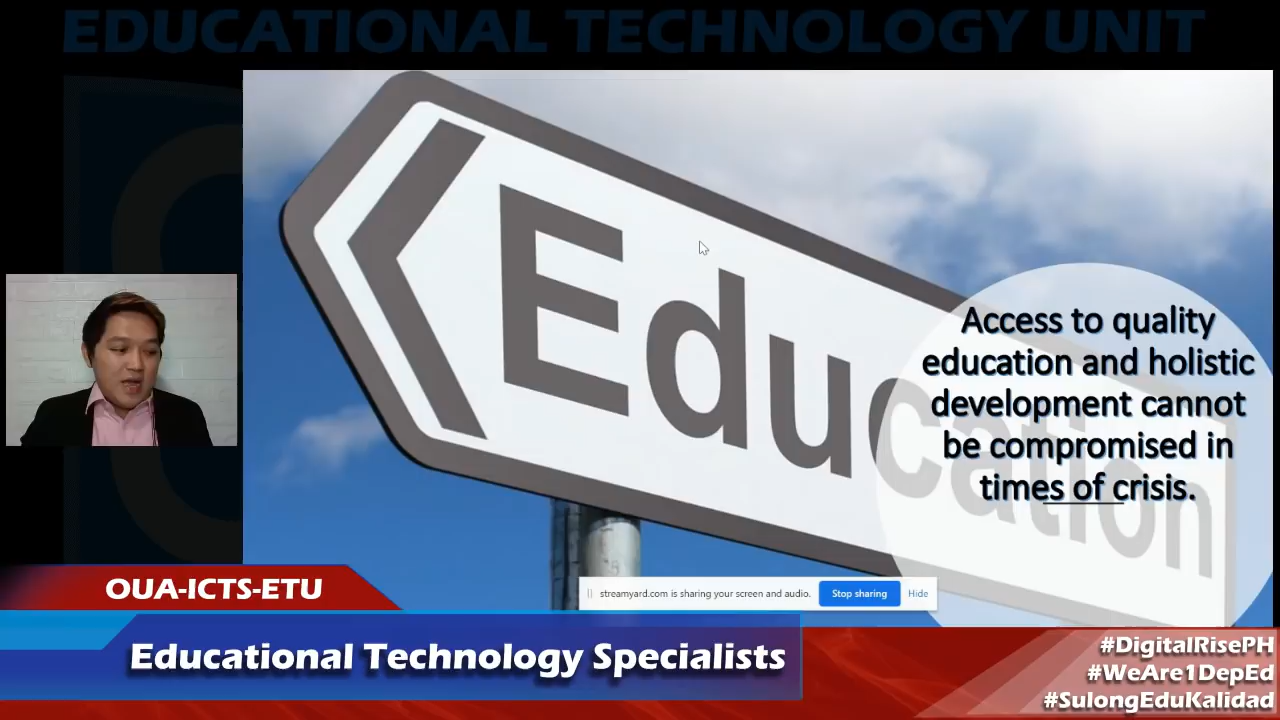 EDUCATIONAL TECHNOLOGY UNIT
Education
Access to quality
education and holistic
development cannot
be compromised in
times of crisis.
streamyard.com is sharing your screen and audio.
Stop sharing
Hide
OUA-ICTS-ETU
Educational Technology Specialists
#DigitalRisePH
#WeAre1DepEd
#SulongEduKalidad